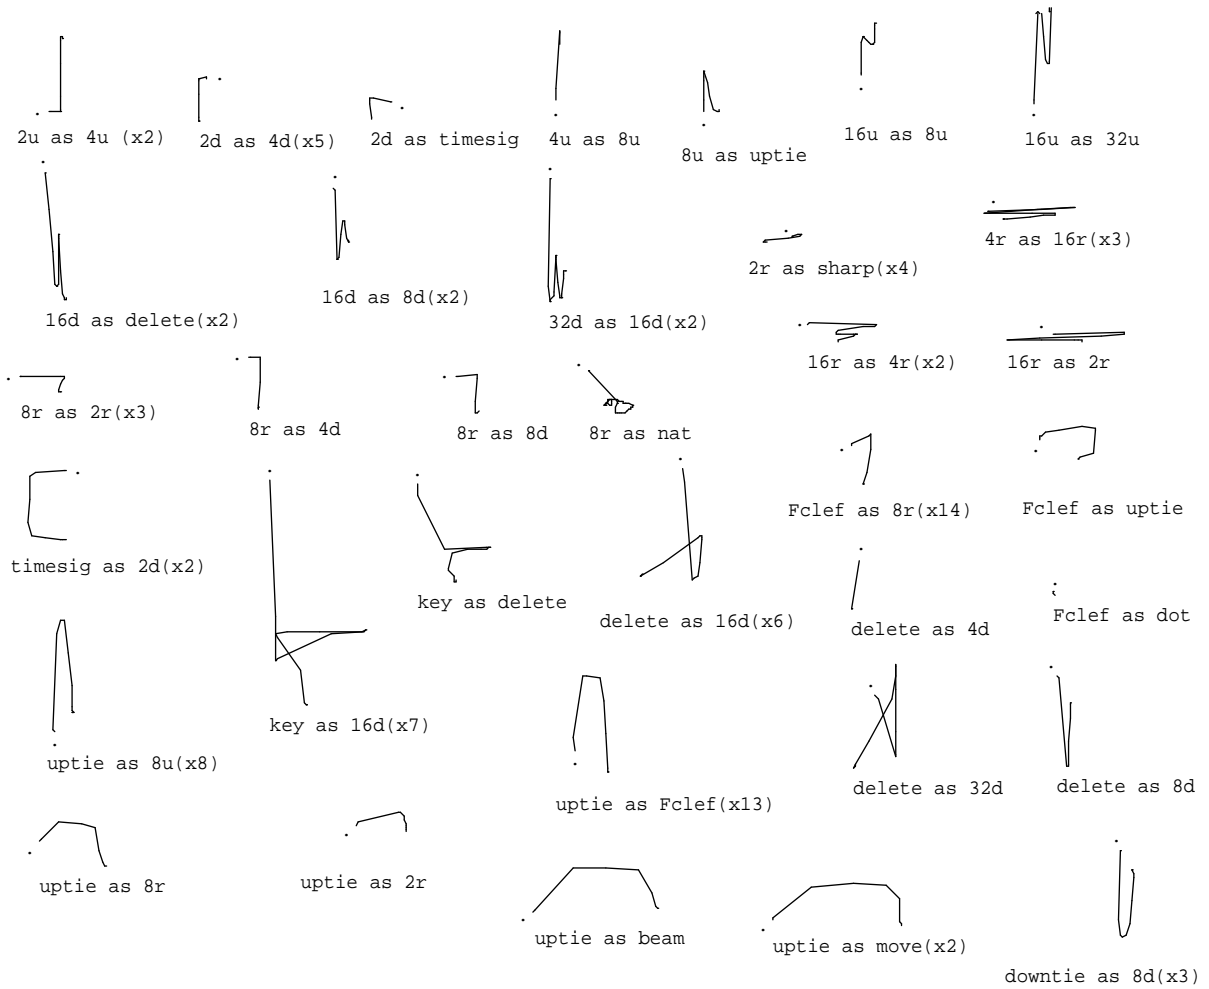 2u as 4u (x2)
2d as 4d(x5)
2d as timesig
4u as 8u
8u as uptie
16u as 8u
16u as 32u
16d as delete(x2)
16d as 8d(x2)
32d as 16d(x2)
2r as sharp(x4)
4r as 16r(x3)
16r as 4r(x2)
16r as 2r
8r as 2r(x3)
8r as 4d
8r as 8d
8r as nat
Fclef as 8r(x14)
Fclef as uptie
timesig as 2d(x2)
key as delete
delete as 16d(x6)
delete as 4d
Fclef as dot
uptie as 8u(x8)
key as 16d(x7)
uptie as Fclef(x13)
delete as 32d
delete as 8d
uptie as 8r
uptie as 2r
uptie as beam
uptie as move(x2)
downtie as 8d(x3)